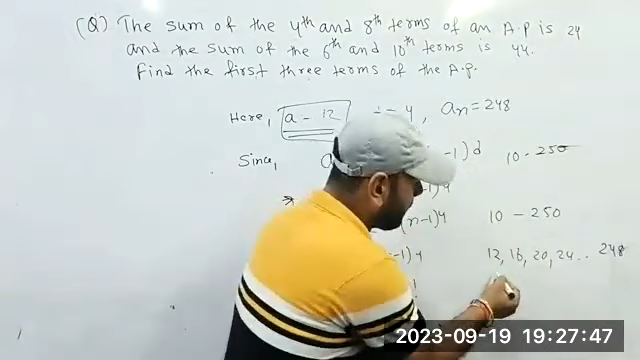 (Q) The sum of the 4th and 8th terms of an A.P is 24
and the sum of the 6th and 10th terms is 44.
Find the first three terms of the A.P.
Here, a - 12 = 4, an = 248
Since, -1) d 10 - 250
(n-1) 4 10 - 250
-1) 4 12, 16, 20, 24 .. 248
2023-09-19 19:27:47